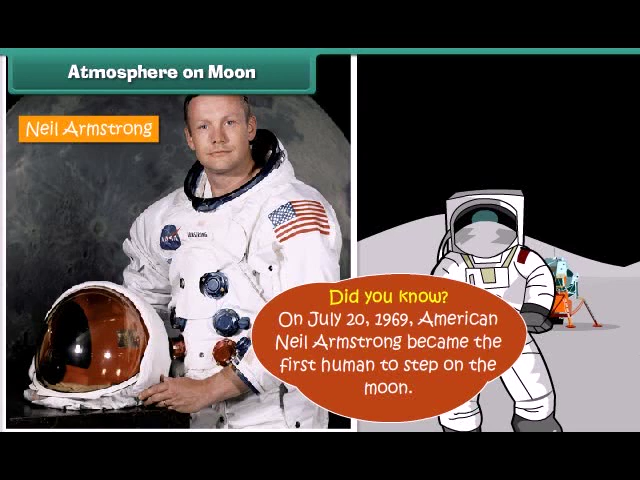 Atmosphere on Moon
Neil Armstrong
NASA
Did you know?
On July 20, 1969, American
Neil Armstrong became the
first human to step on the
moon.